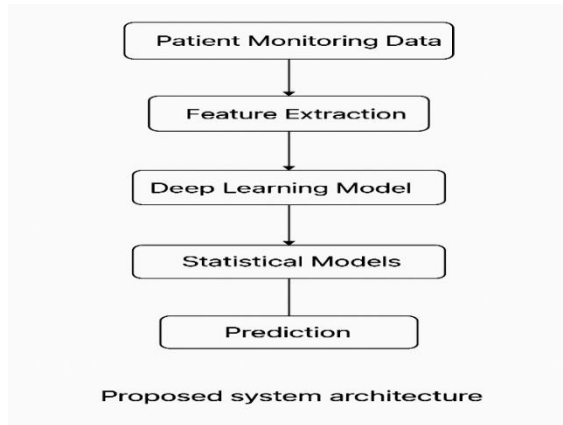 Patient Monitoring Data
Feature Extraction
Deep Learning Model
Statistical Models
Prediction
Proposed system architecture